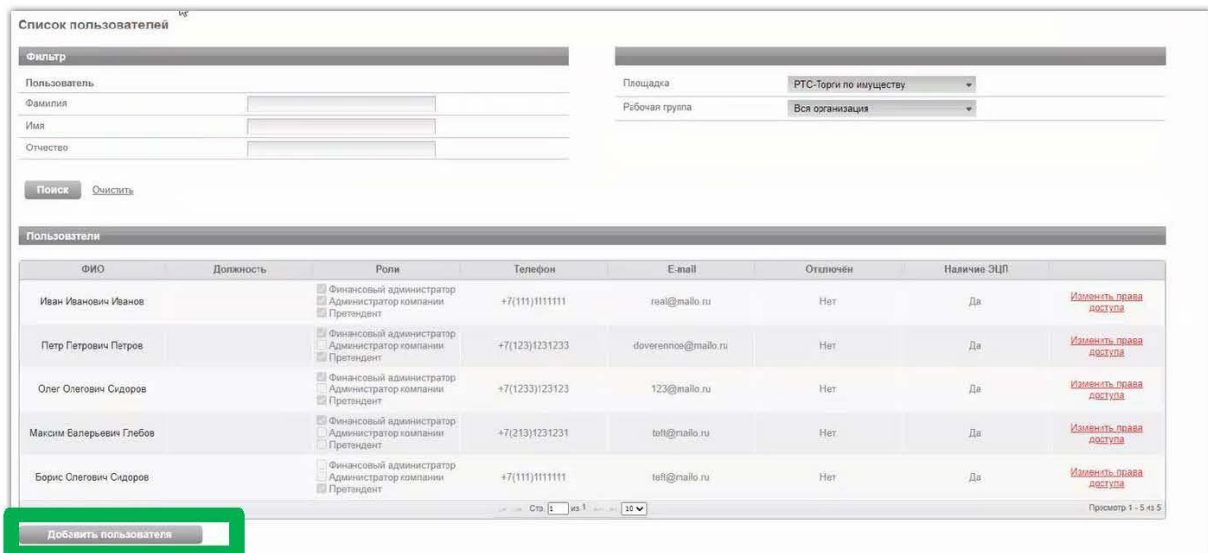 Список пользователей
Фильтр
Пользователь
Фамилия
Имя
Отчество
Площадка РТС-Торги по имуществу
Рабочая группа Вся организация
Поиск Очистить
Пользователи
ФИО Должность Роли Телефон E-mail Отключён Наличие ЭЦП
Финансовый администратор
Иван Иванович Иванов Администратор компании +7(111)1111111 real@mailo.ru Нет Да Изменить права доступа
Претендент
Финансовый администратор
Петр Петрович Петров Администратор компании +7(123)1231233 doverennoe@mailo.ru Нет Да Изменить права доступа
Претендент
Финансовый администратор
Олег Олегович Сидоров Администратор компании +7(1233)123123 123@mailo.ru Нет Да Изменить права доступа
Претендент
Финансовый администратор
Максим Валерьевич Глебов Администратор компании +7(213)1231231 Нет Да Изменить права доступа
Претендент
Финансовый администратор
Борис Олегович Сидоров Администратор компании +7(111)1111111 Нет Да Изменить права доступа
Претендент
Стр. 1 из 1 10 Просмотр 1 - 5 из 5
Добавить пользователя